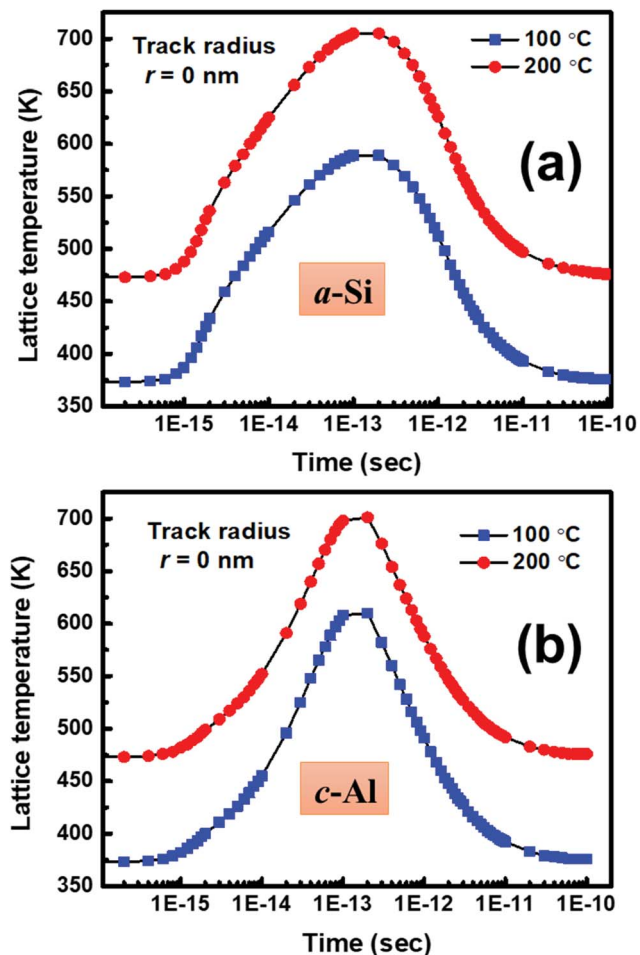 700
650
600
550
500
450
400
350
Lattice temperature (K)
Track radius
r = 0 nm
100 °C
200 °C
(a)
a-Si
1E-15 1E-14 1E-13 1E-12 1E-11 1E-10
Time (sec)
700
650
600
550
500
450
400
350
Lattice temperature (K)
Track radius
r = 0 nm
100 °C
200 °C
(b)
c-Al
1E-15 1E-14 1E-13 1E-12 1E-11 1E-10
Time (sec)